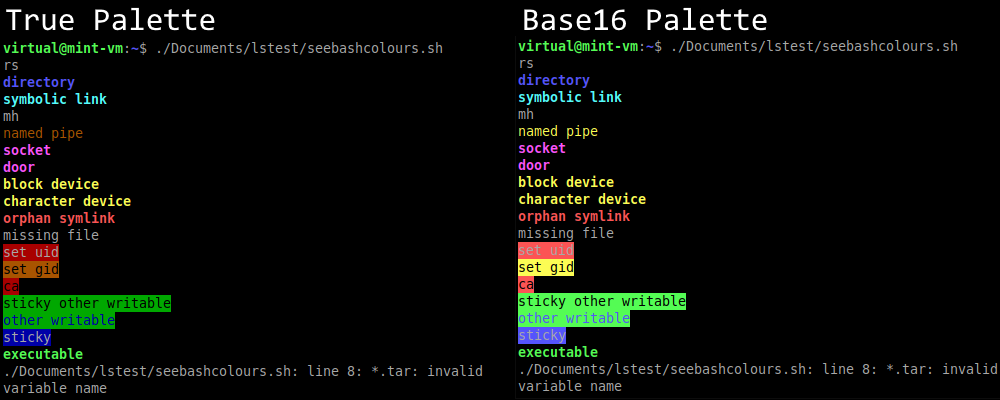 True Palette
virtual@mint-vm:~$ ./Documents/lstest/seebashcolours.sh
rs
directory
symbolic link
mh
named pipe
socket
door
block device
character device
orphan symlink
missing file
set uid
set gid
ca
sticky other writable
other writable
sticky
executable
./Documents/lstest/seebashcolours.sh: line 8: *.tar: invalid
variable name
Base16 Palette
virtual@mint-vm:~$ ./Documents/lstest/seebashcolours.sh
rs
directory
symbolic link
mh
named pipe
socket
door
block device
character device
orphan symlink
missing file
set uid
set gid
ca
sticky other writable
other writable
sticky
executable
./Documents/lstest/seebashcolours.sh: line 8: *.tar: invalid
variable name